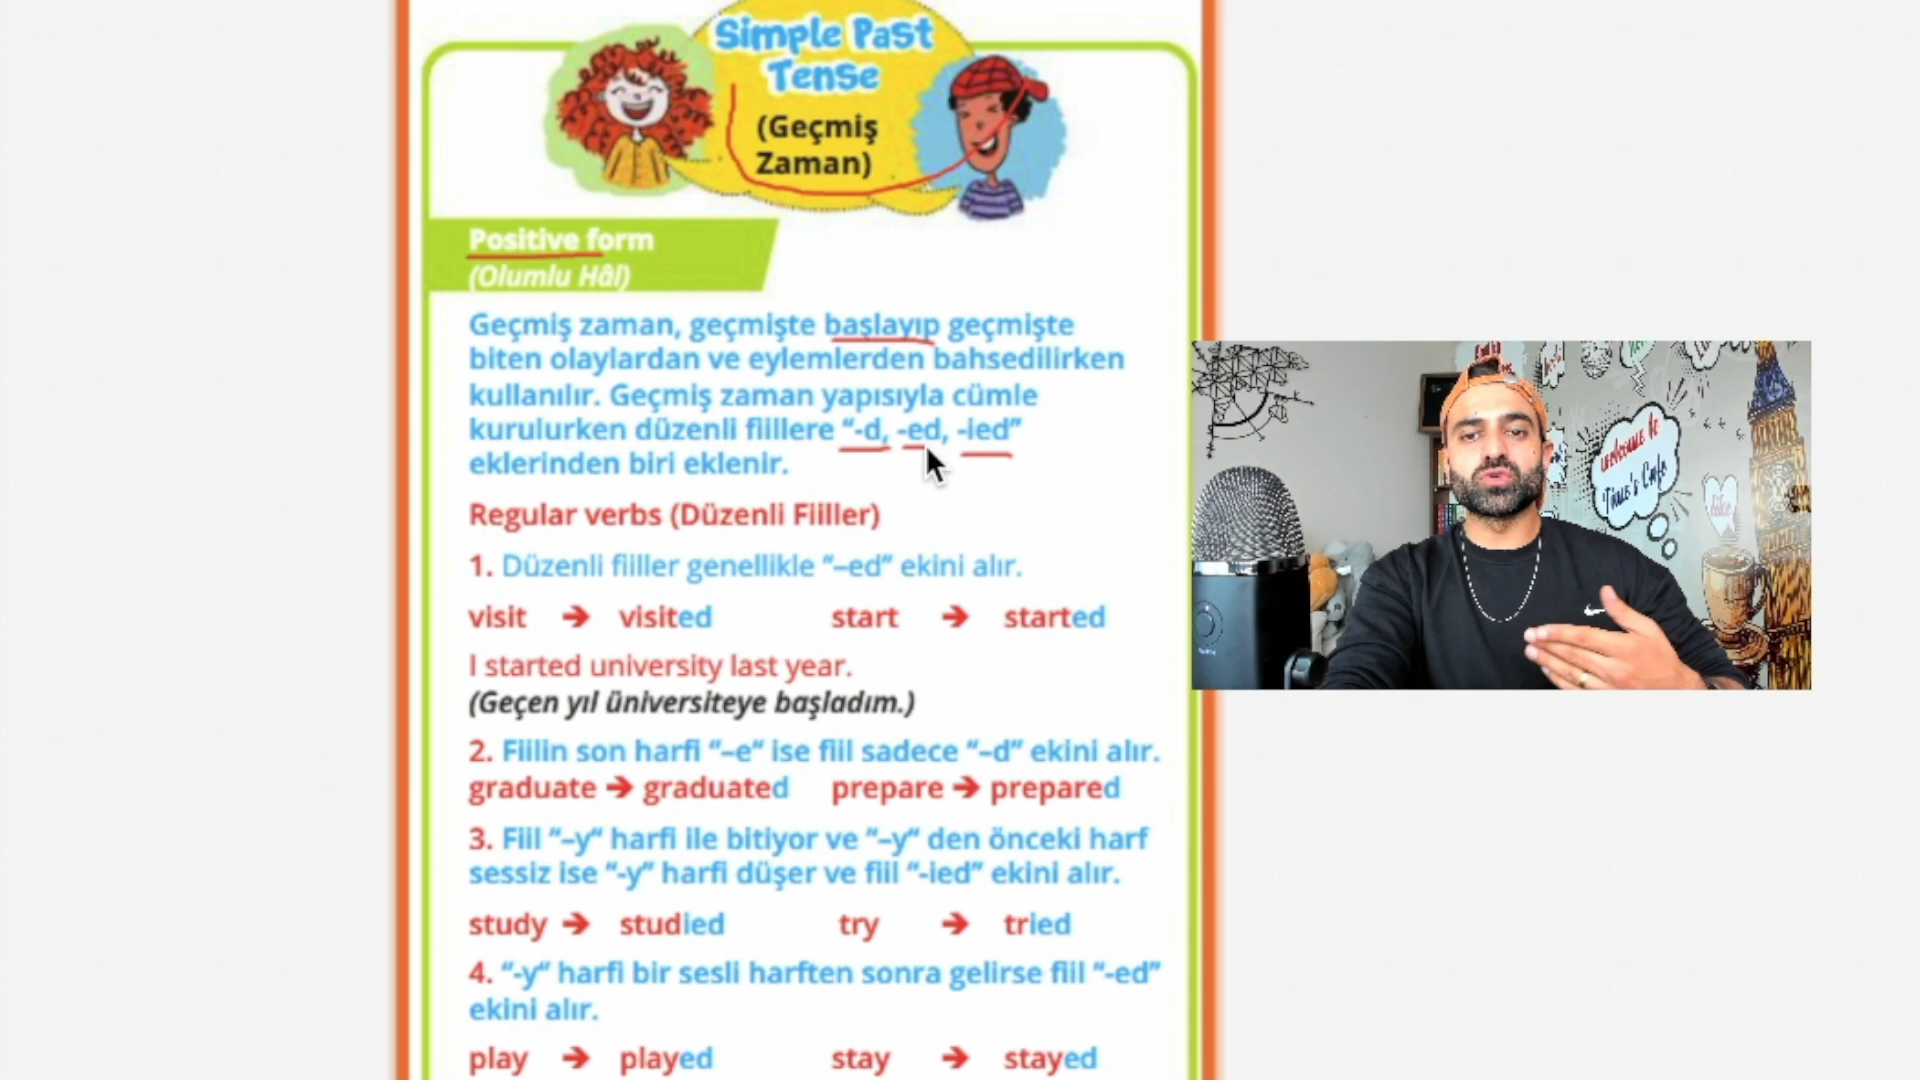 Simple Past
Tense
(Geçmiş
Zaman)
Positive form
(Olumlu Hâl)
Geçmiş zaman, geçmişte başlayıp geçmişte
biten olaylardan ve eylemlerden bahsedilirken
kullanılır. Geçmiş zaman yapısıyla cümle
kurulurken düzenli fiillere “-d, -ed, -ied”
eklerinden biri eklenir.
Regular verbs (Düzenli Fiiller)
1. Düzenli fiiller genellikle “–ed” ekini alır.
visit ➔ visited start ➔ started
I started university last year.
(Geçen yıl üniversiteye başladım.)
2. Fiilin son harfi “–e“ ise fiil sadece “–d” ekini alır.
graduate ➔ graduated prepare ➔ prepared
3. Fiil “–y“ harfi ile bitiyor ve “–y“ den önceki harf
sessiz ise “-y” harfi düşer ve fiil “-ied” ekini alır.
study ➔ studied try ➔ tried
4. “-y“ harfi bir sesli harften sonra gelirse fiil “-ed”
ekini alır.
play ➔ played stay ➔ stayed
welcome to
Time's Cafe